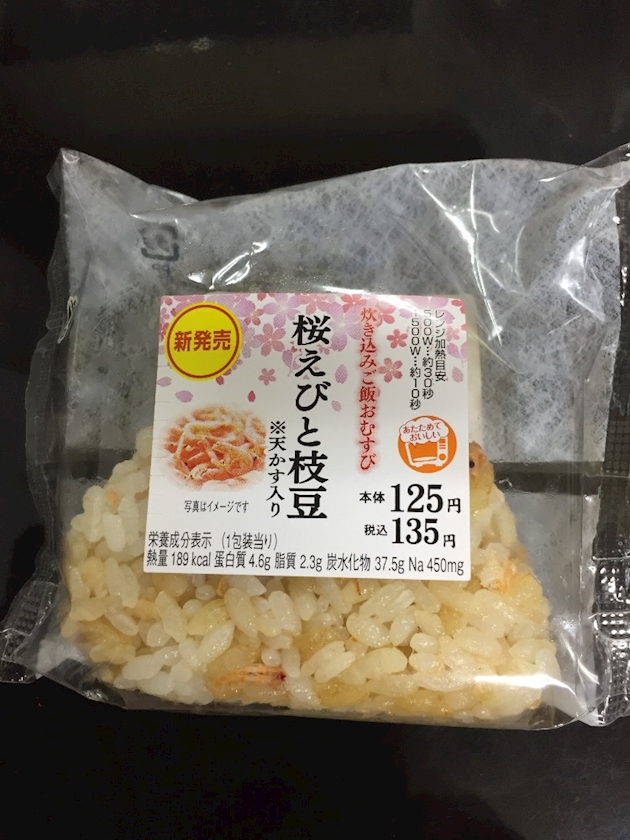 レンジ加熱目安
500W…約30秒
1500W…約10秒
炊き込みご飯おむすび
新発売
桜えびと枝豆
※天かす入り
あたためて
おいしい
写真はイメージです
本体 125円
税込 135円
栄養成分表示 (1包装当り)
熱量 189kcal 蛋白質 4.6g 脂質 2.3g 炭水化物 37.5g Na 450mg